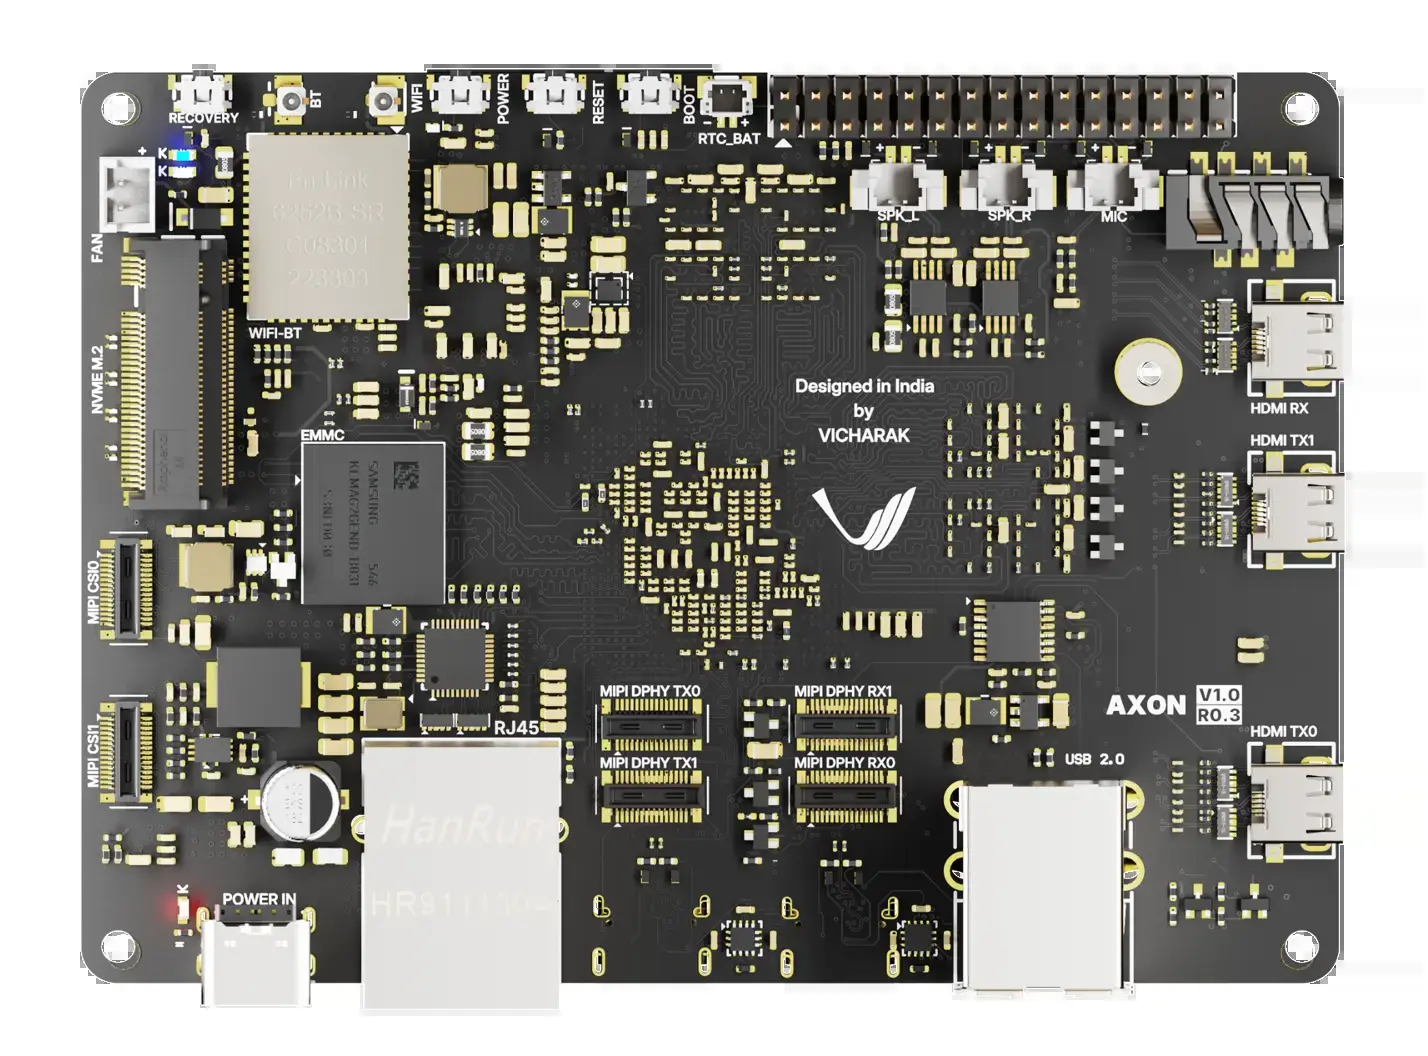 RECOVERY
BT
WIFI
POWER
RESET
BOOT
- +
RTC_BAT
+
K
K
FAN
SPK_L
SPK_R
MIC
WIFI-BT
NVME M.2
HDMI RX
Designed in India
by
VICHARAK
EMMC
SAMSUNG
HDMI TX1
MIPI CSI0
MIPI CSI1
MIPI DPHY TX0
MIPI DPHY RX1
MIPI DPHY TX1
MIPI DPHY RX0
RJ45
AXON
V1.0
R0.3
HDMI TX0
USB 2.0
HanRun
K
POWER IN